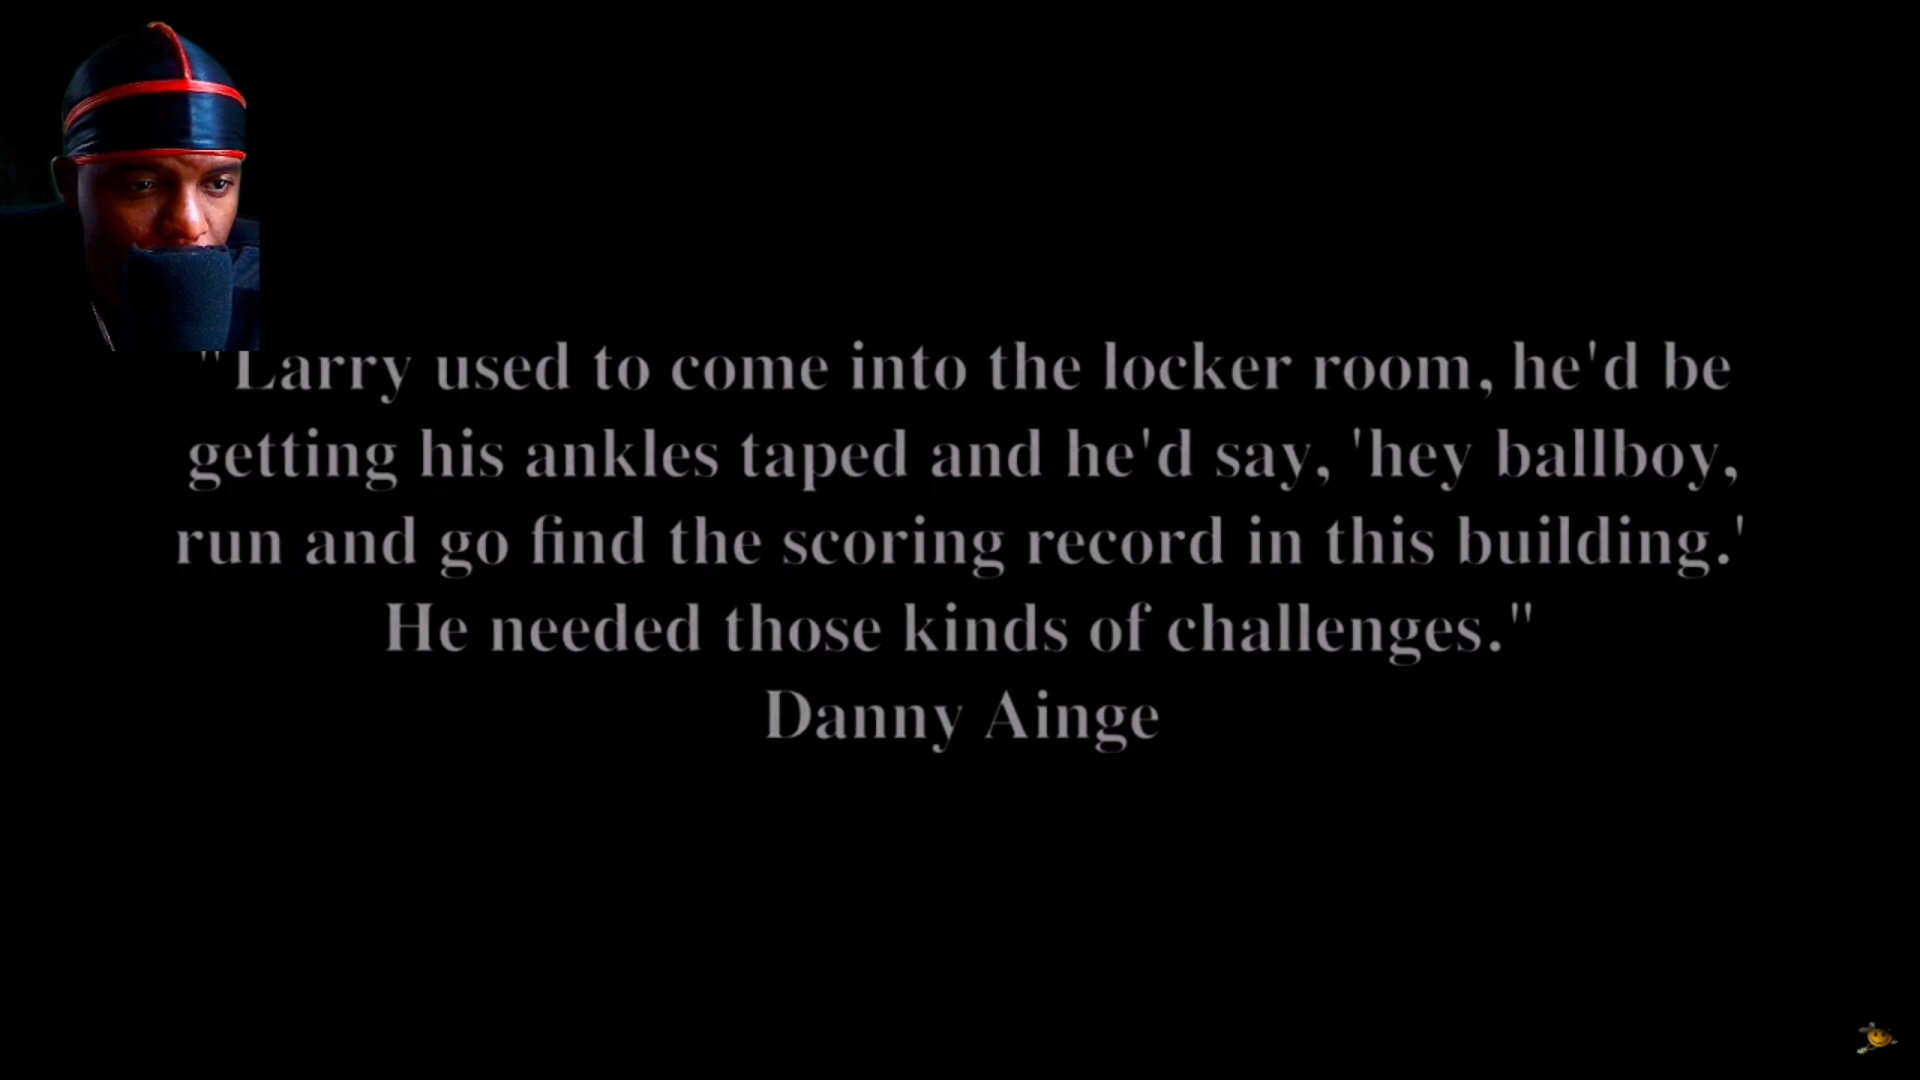 "Larry used to come into the locker room, he'd be
getting his ankles taped and he'd say, 'hey ballboy,
run and go find the scoring record in this building.'
He needed those kinds of challenges."
Danny Ainge